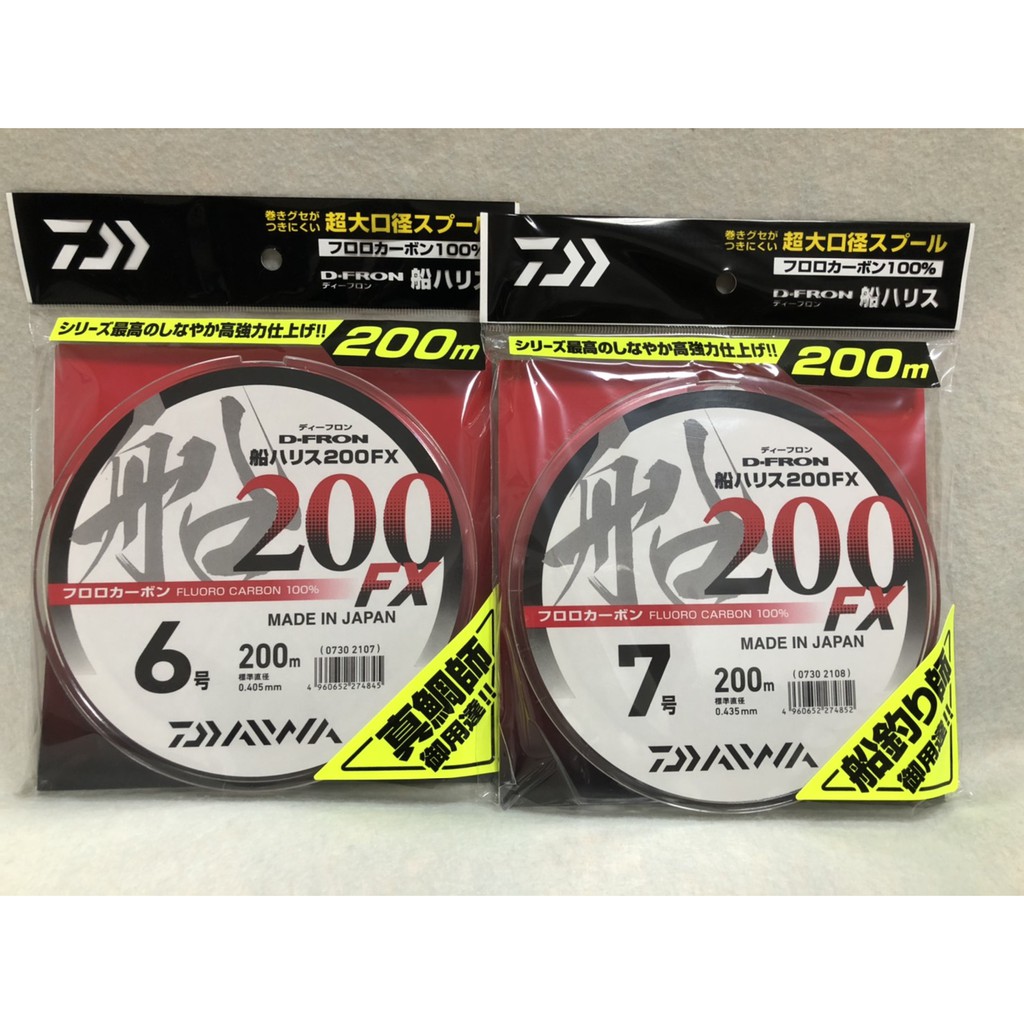 巻きグセが
つきにくい 超大口径スプール
フロロカーボン100%
D-FRON 船ハリス
ディーフロン
シリーズ最高のしなやか高強力仕上げ!! 200m
ディーフロン
D-FRON
船ハリス200FX
船 200
FX
フロロカーボン FLUORO CARBON 100%
MADE IN JAPAN
6号
200m
標準直径
0.405mm
(0730 2107)
4 960652 274845
DAIWA
真鯛師
御用達!!
巻きグセが
つきにくい 超大口径スプール
フロロカーボン100%
D-FRON 船ハリス
ディーフロン
シリーズ最高のしなやか高強力仕上げ!! 200m
ディーフロン
D-FRON
船ハリス200FX
船 200
FX
フロロカーボン FLUORO CARBON 100%
MADE IN JAPAN
7号
200m
標準直径
0.435mm
(0730 2108)
4 960652 274852
DAIWA
船釣り師
御用達!!